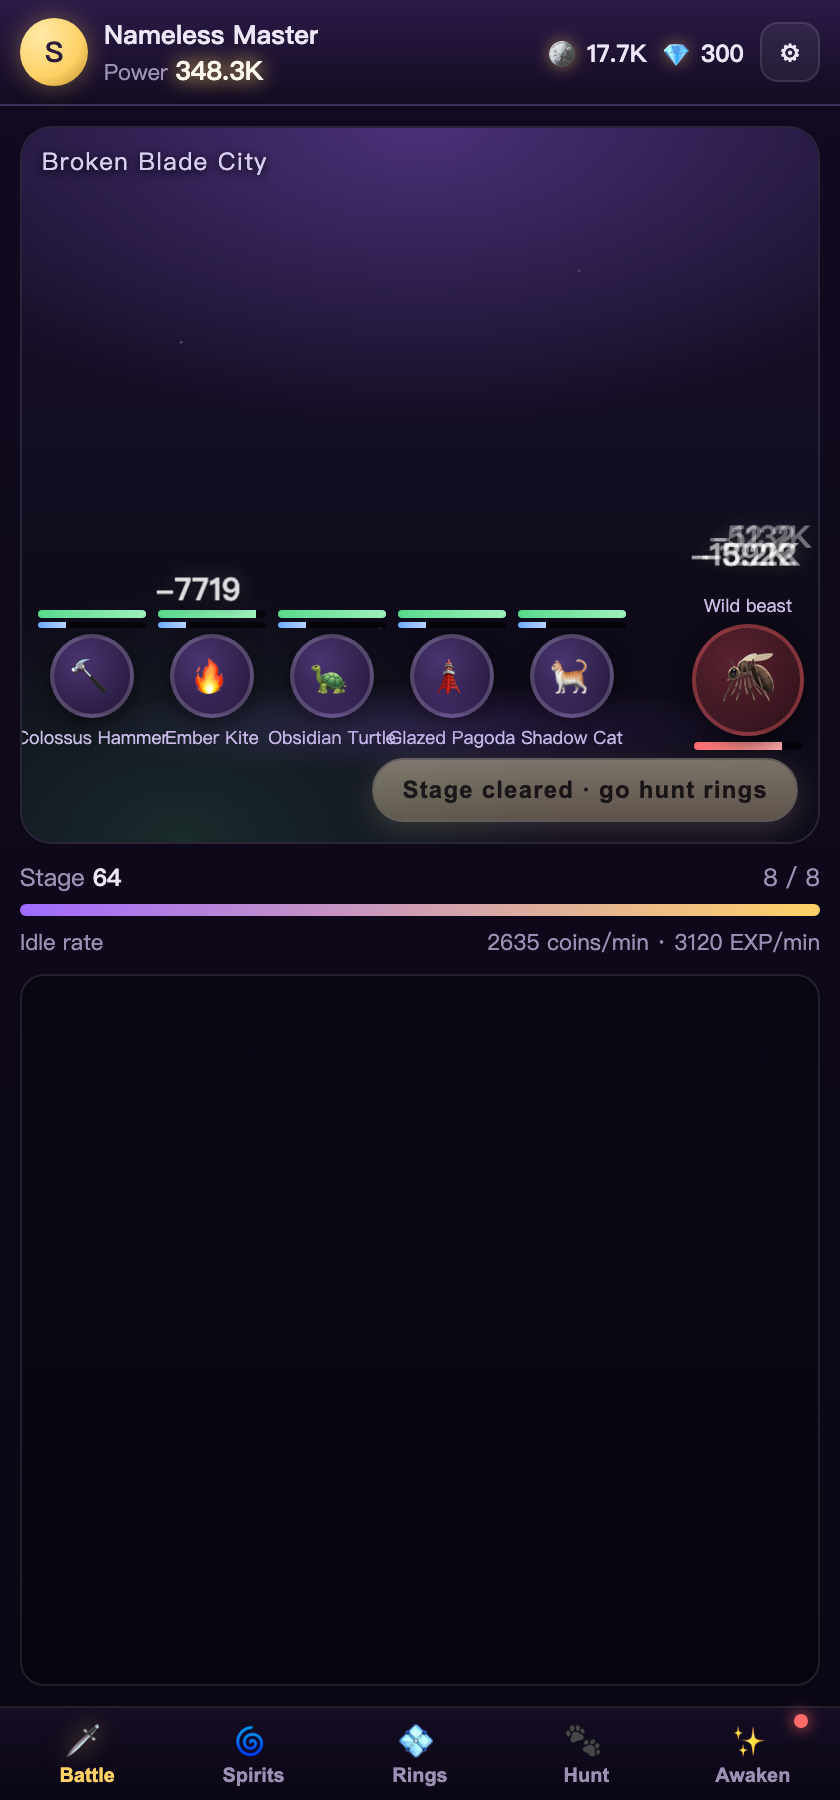 S
Nameless Master
Power 348.3K
17.7K
300
Broken Blade City
–7719
Wild beast
Colossus Hammer
Ember Kite
Obsidian Turtle
Glazed Pagoda
Shadow Cat
Stage cleared · go hunt rings
Stage 64
8 / 8
Idle rate
2635 coins/min · 3120 EXP/min
Battle
Spirits
Rings
Hunt
Awaken